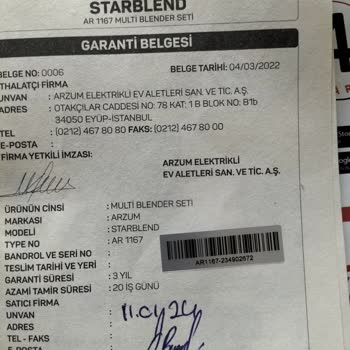 STARBLEND
AR 1167 MULTI BLENDER SETİ
GARANTİ BELGESİ
BELGE NO: 0006 BELGE TARİHİ: 04/03/2022
İTHALATÇI FİRMA
UNVAN : ARZUM ELEKTRİKLİ EV ALETLERİ SAN. VE TİC. A.Ş.
ADRES : OTAKÇILAR CADDESİ NO: 78 KAT: 1 B BLOK NO: B1b
34050 EYÜP-İSTANBUL
TEL : (0212) 467 80 80 FAKS: (0212) 467 80 00
E-POSTA :
FİRMA YETKİLİ İMZASI: ARZUM ELEKTRİKLİ
EV ALETLERİ SAN. VE TİC. A.Ş.
ÜRÜNÜN CİNSİ : MULTİ BLENDER SETİ
MARKASI : ARZUM
MODELİ : STARBLEND
TYPE NO : AR 1167
BANDROL VE SERİ NO :
AR1167-234902672
TESLİM TARİHİ VE YERİ :
GARANTİ SÜRESİ : 3 YIL
AZAMİ TAMİR SÜRESİ : 20 İŞ GÜNÜ
SATICI FİRMA :
UNVAN :
ADRES :
TEL - FAKS :
E-POSTA